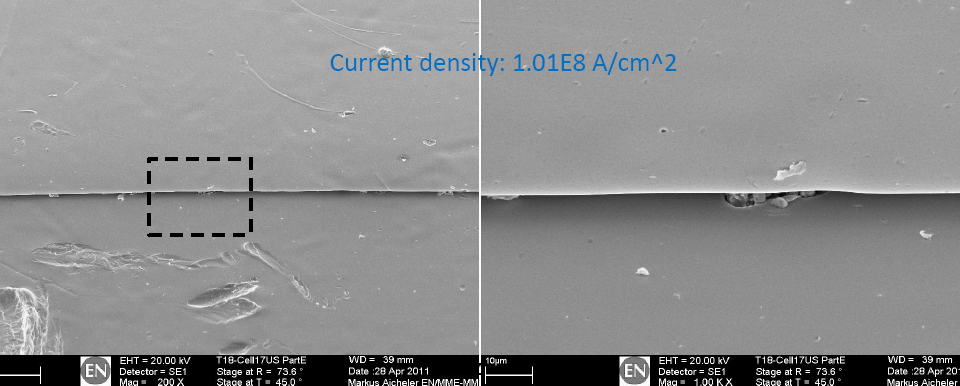 Current density: 1.01E8 A/cm^2
EN
EHT = 20.00 kV
Detector = SE1
Mag = 200 X
T18-Cell17US PartE
Stage at R = 73.6 °
Stage at T = 45.0 °
WD = 39 mm
Date :28 Apr 2011
Markus Aicheler EN/MME-MM
10µm
EN
EHT = 20.00 kV
Detector = SE1
Mag = 1.00 K X
T18-Cell17US PartE
Stage at R = 73.6 °
Stage at T = 45.0 °
WD = 39 mm
Date :28 Apr 201
Markus Aicheler EN/